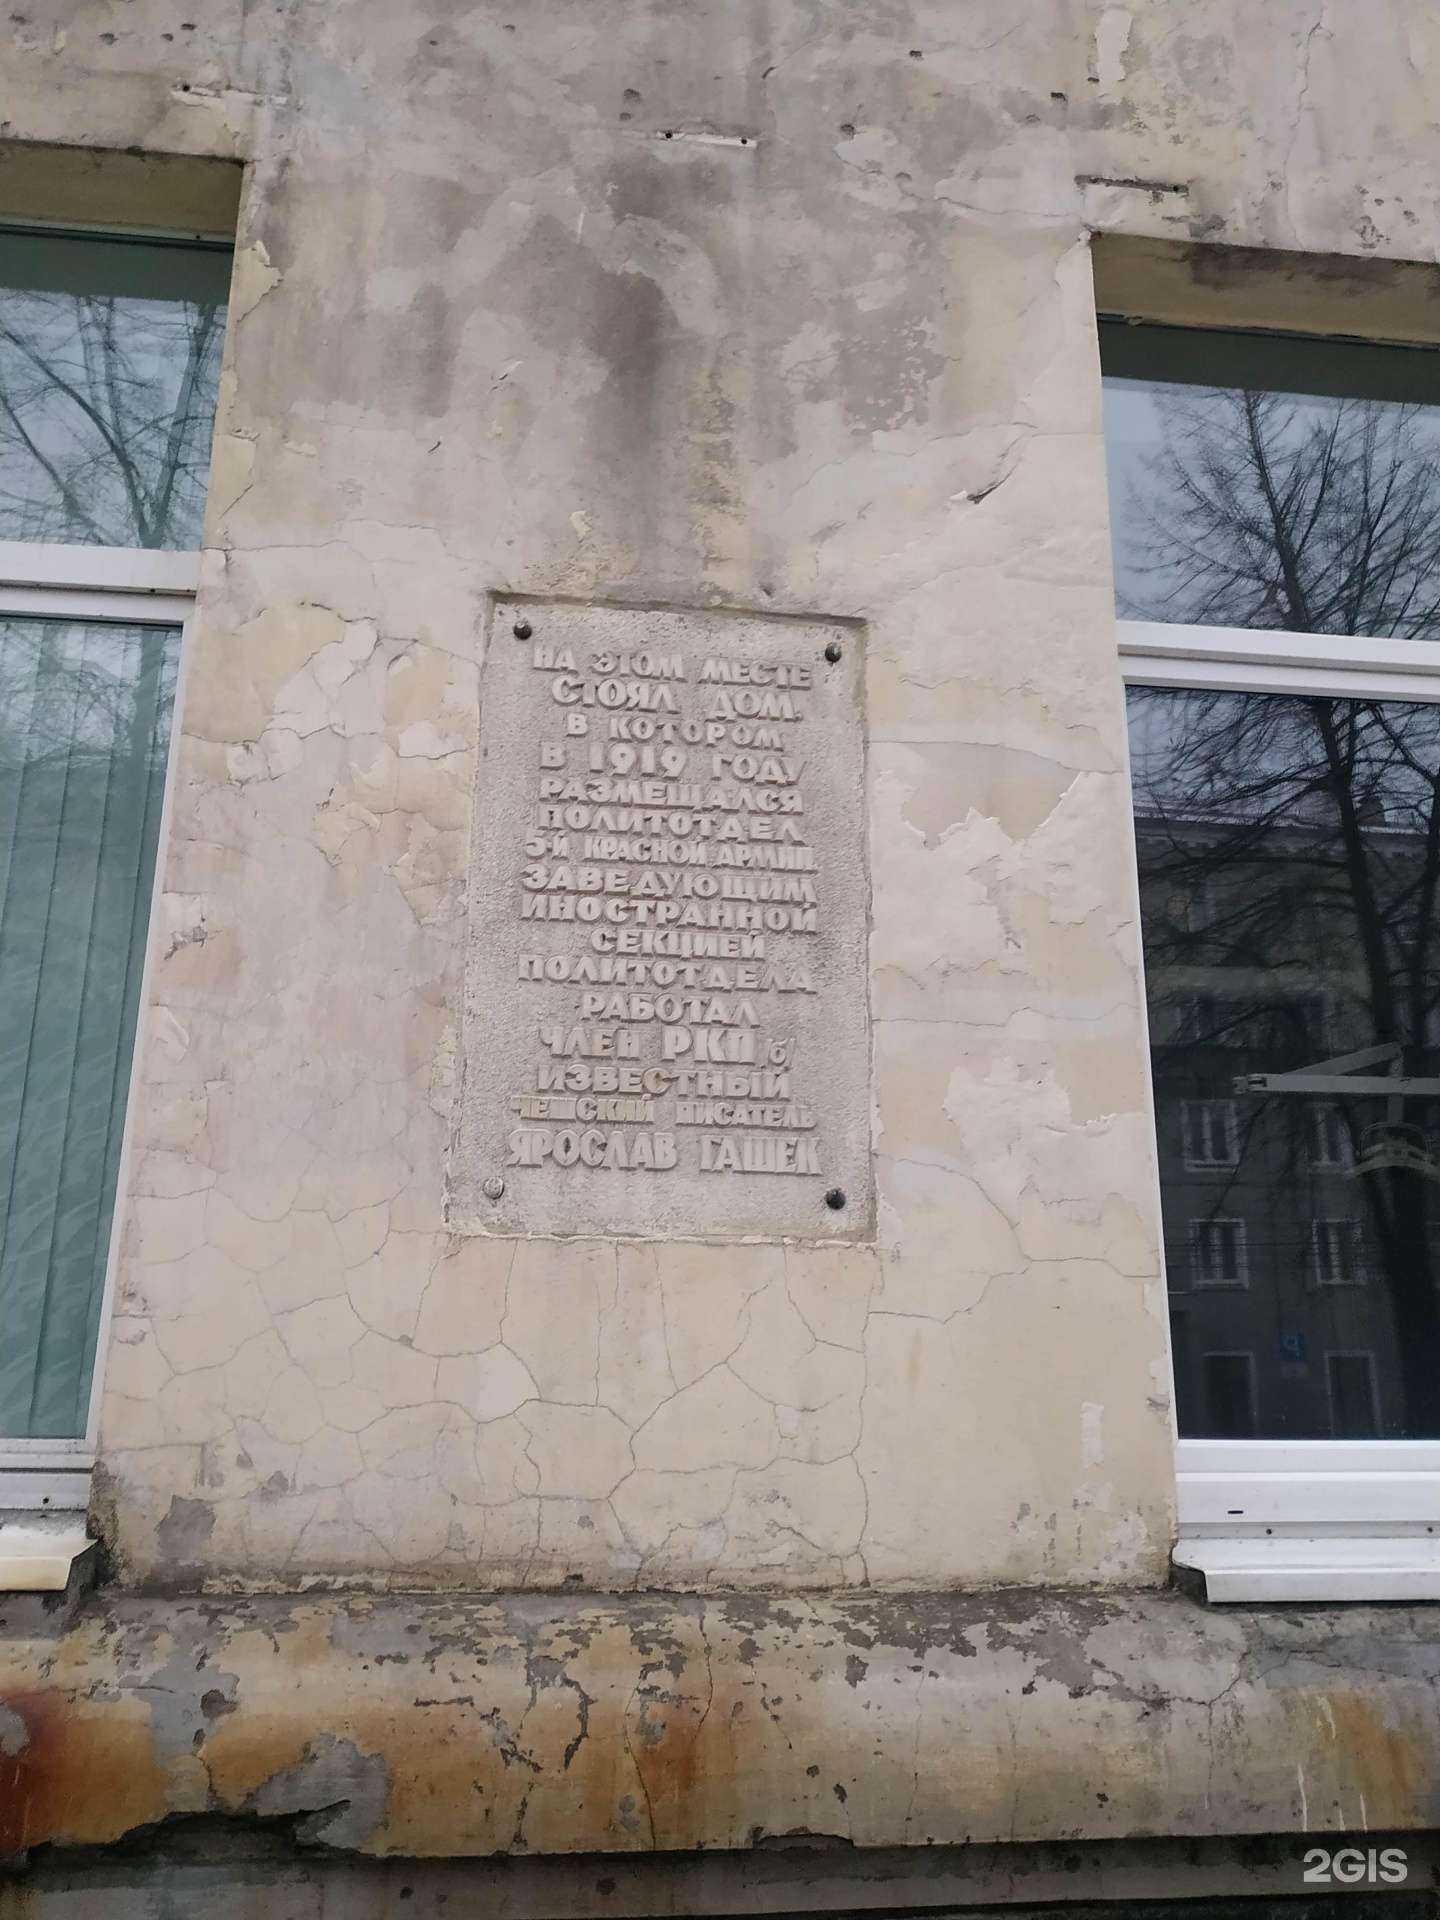 НА ЭТОМ МЕСТЕ
СТОЯЛ ДОМ,
В КОТОРОМ
В 1919 ГОДУ
РАЗМЕЩАЛСЯ
ПОЛИТОТДЕЛ
5-Й КРАСНОЙ АРМИИ.
ЗАВЕДУЮЩИМ
ИНОСТРАННОЙ
СЕКЦИЕЙ
ПОЛИТОТДЕЛА
РАБОТАЛ
ЧЛЕН РКП/б/
ИЗВЕСТНЫЙ
ЧЕШСКИЙ ПИСАТЕЛЬ
ЯРОСЛАВ ГАШЕК
2GIS